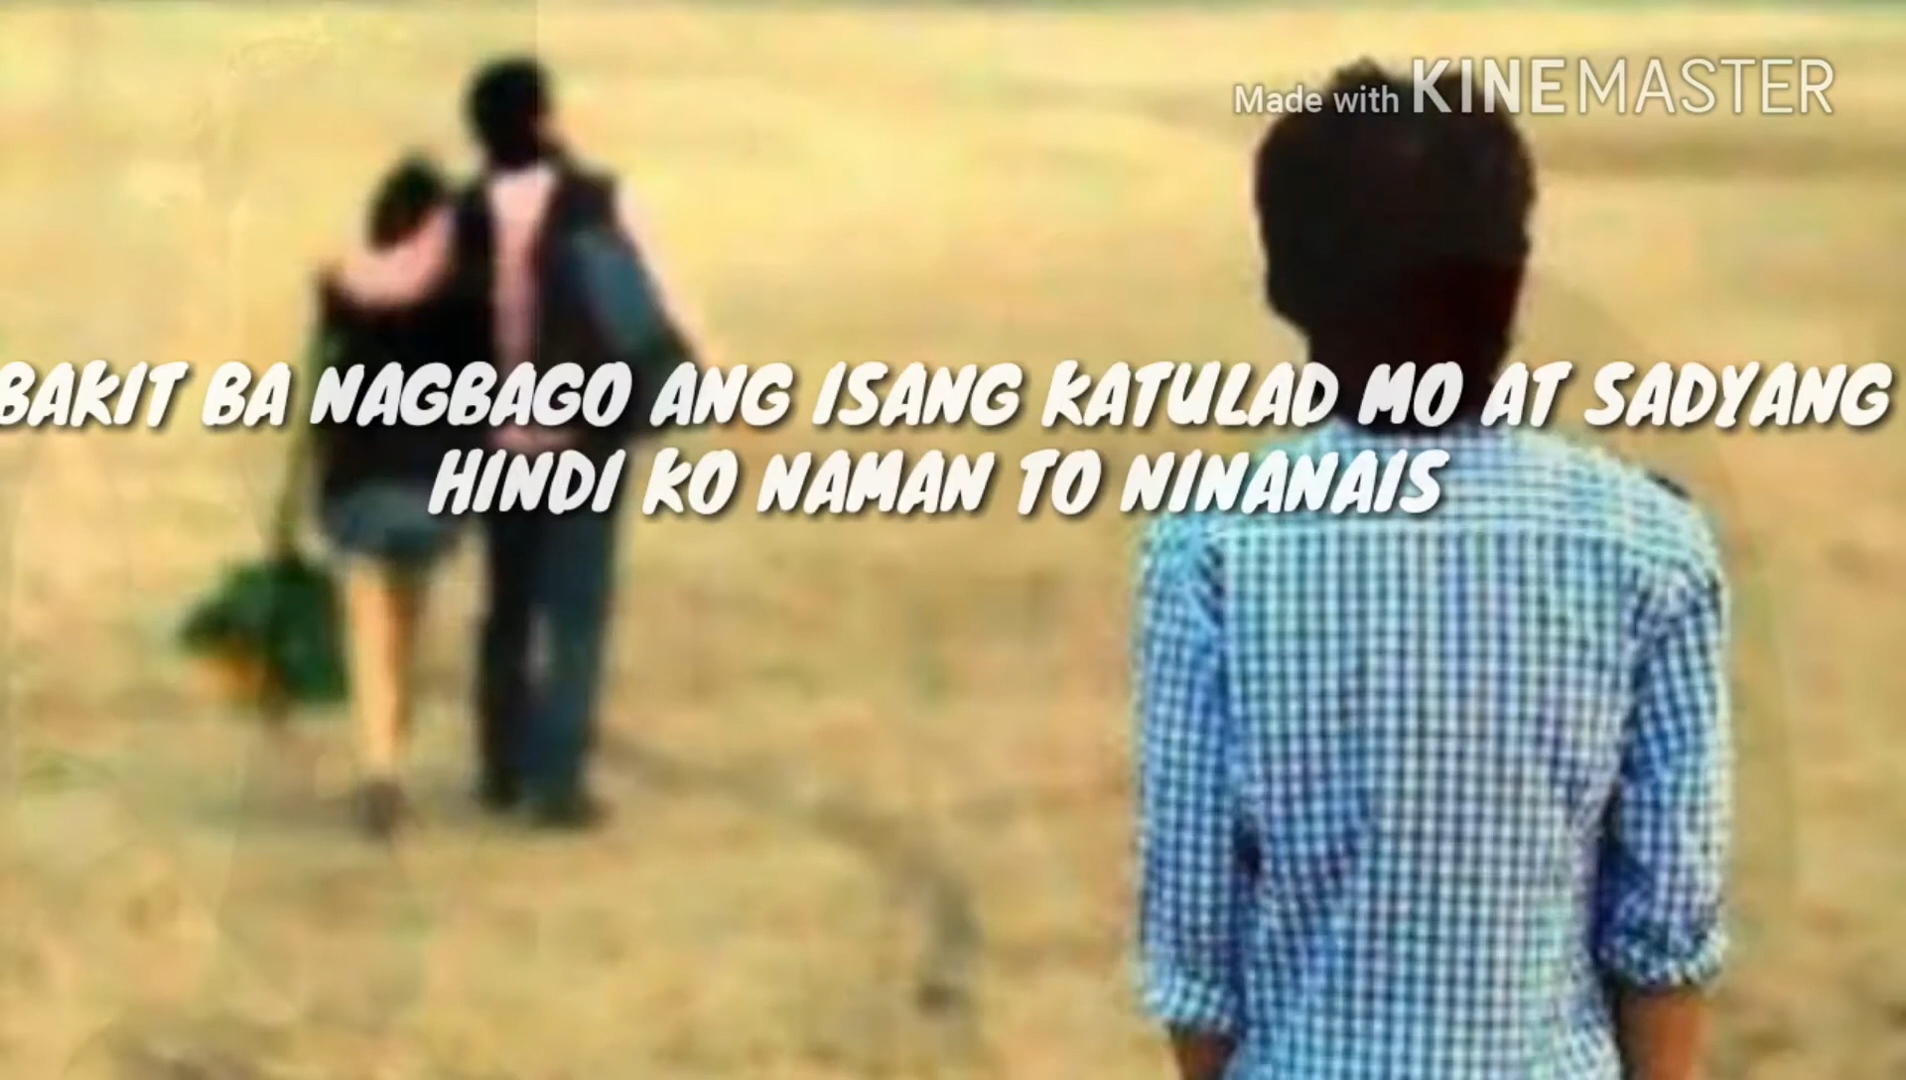 Made with KINEMASTER
BAKIT BA NAGBAGO ANG ISANG KATULAD MO AT SADYANG
HINDI KO NAMAN TO NINANAIS